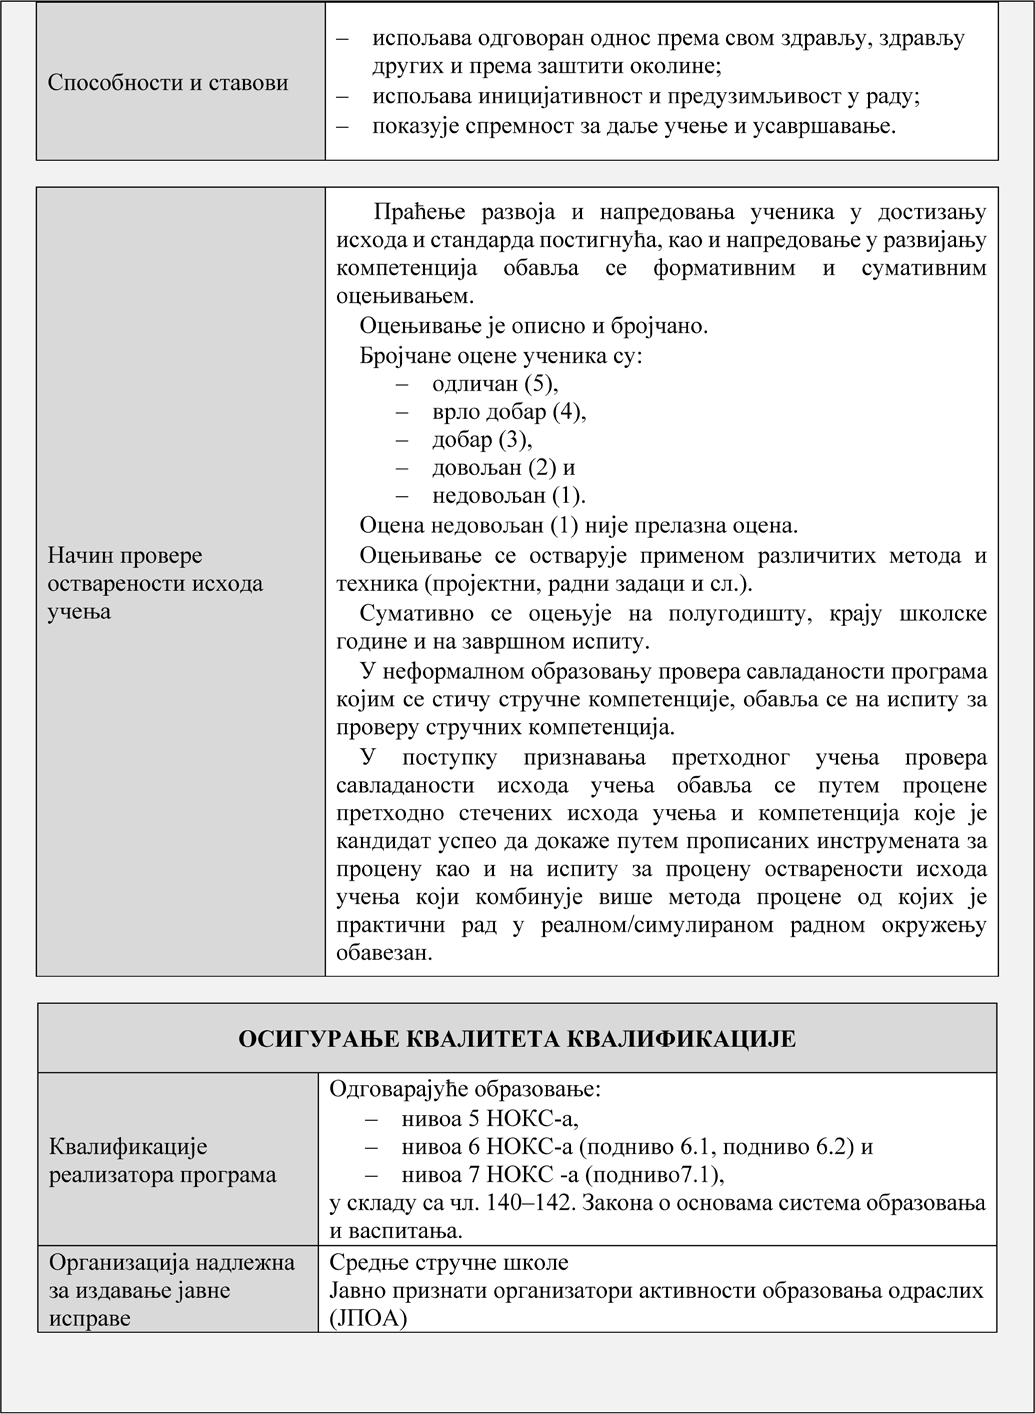 Способности и ставови
– испољава одговоран однос према свом здрављу, здрављу
других и према заштити околине;
– испољава иницијативност и предузимљивост у раду;
– показује спремност за даље учење и усавршавање.
Начин провере
остварености исхода
учења
Праћење развоја и напредовања ученика у достизању
исхода и стандарда постигнућа, као и напредовање у развијању
компетенција обавља се формативним и сумативним
оцењивањем.
Оцењивање је описно и бројчано.
Бројчане оцене ученика су:
– одличан (5),
– врло добар (4),
– добар (3),
– довољан (2) и
– недовољан (1).
Оцена недовољан (1) није прелазна оцена.
Оцењивање се остварује применом различитих метода и
техника (пројектни, радни задаци и сл.).
Сумативно се оцењује на полугодишту, крају школске
године и на завршном испиту.
У неформалном образовању провера савладаности програма
којим се стичу стручне компетенције, обавља се на испиту за
проверу стручних компетенција.
У поступку признавања претходног учења провера
савладаности исхода учења обавља се путем процене
претходно стечених исхода учења и компетенција које је
кандидат успео да докаже путем прописаних инструмената за
процену као и на испиту за процену остварености исхода
учења који комбинује више метода процене од којих је
практични рад у реалном/симулираном радном окружењу
обавезан.
ОСИГУРАЊЕ КВАЛИТЕТА КВАЛИФИКАЦИЈЕ
Квалификације
реализатора програма
Одговарајуће образовање:
– нивоа 5 НОКС-а,
– нивоа 6 НОКС-а (подниво 6.1, подниво 6.2) и
– нивоа 7 НОКС -а (подниво7.1),
у складу са чл. 140–142. Закона о основама система образовања
и васпитања.
Организација надлежна
за издавање јавне
исправе
Средње стручне школе
Јавно признати организатори активности образовања одраслих
(ЈПОА)